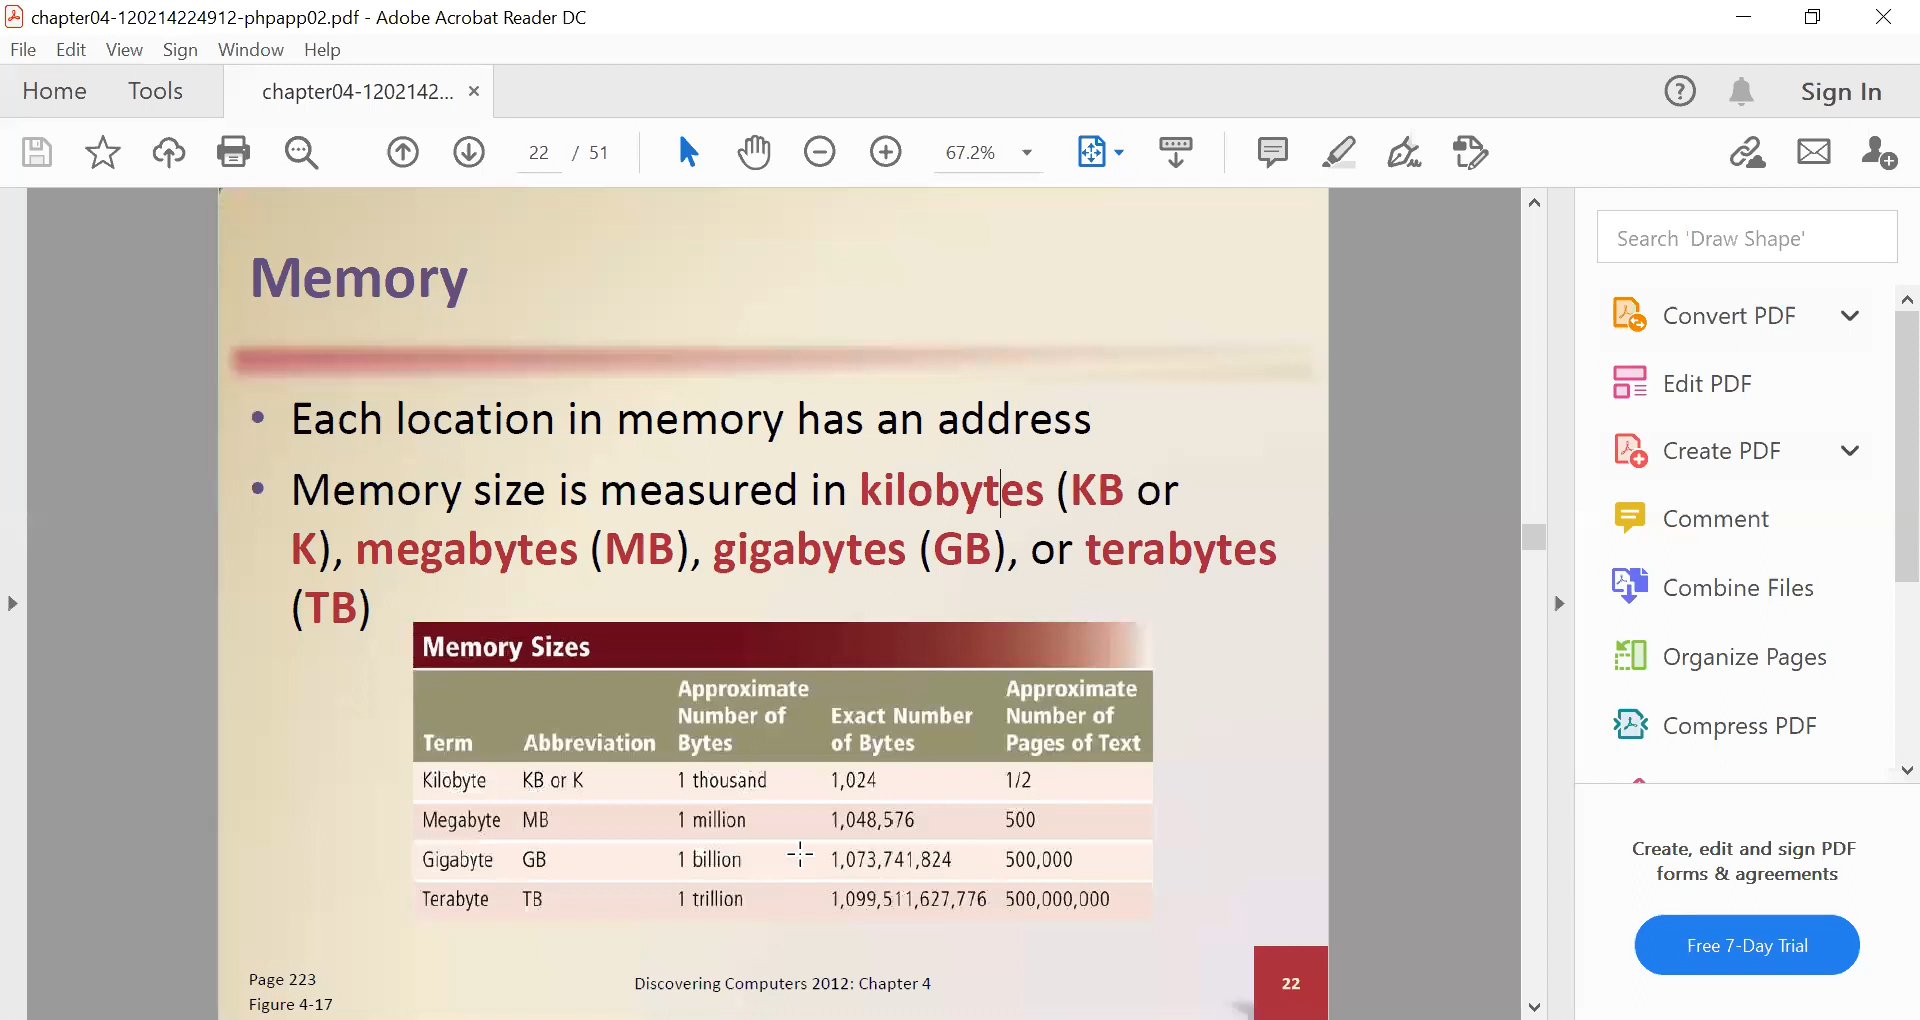 chapter04-120214224912-phpapp02.pdf - Adobe Acrobat Reader DC
File Edit View Sign Window Help
Home Tools chapter04-1202142... × Sign In
22 / 51 67.2%
Search 'Draw Shape'
Memory
• Each location in memory has an address
• Memory size is measured in kilobytes (KB or
K), megabytes (MB), gigabytes (GB), or terabytes
(TB)
Memory Sizes
Term Abbreviation Approximate Number of Bytes Exact Number of Bytes Approximate Number of Pages of Text
Kilobyte KB or K 1 thousand 1,024 1/2
Megabyte MB 1 million 1,048,576 500
Gigabyte GB 1 billion 1,073,741,824 500,000
Terabyte TB 1 trillion 1,099,511,627,776 500,000,000
Page 223
Figure 4-17
Discovering Computers 2012: Chapter 4
22
Convert PDF
Edit PDF
Create PDF
Comment
Combine Files
Organize Pages
Compress PDF
Create, edit and sign PDF
forms & agreements
Free 7-Day Trial